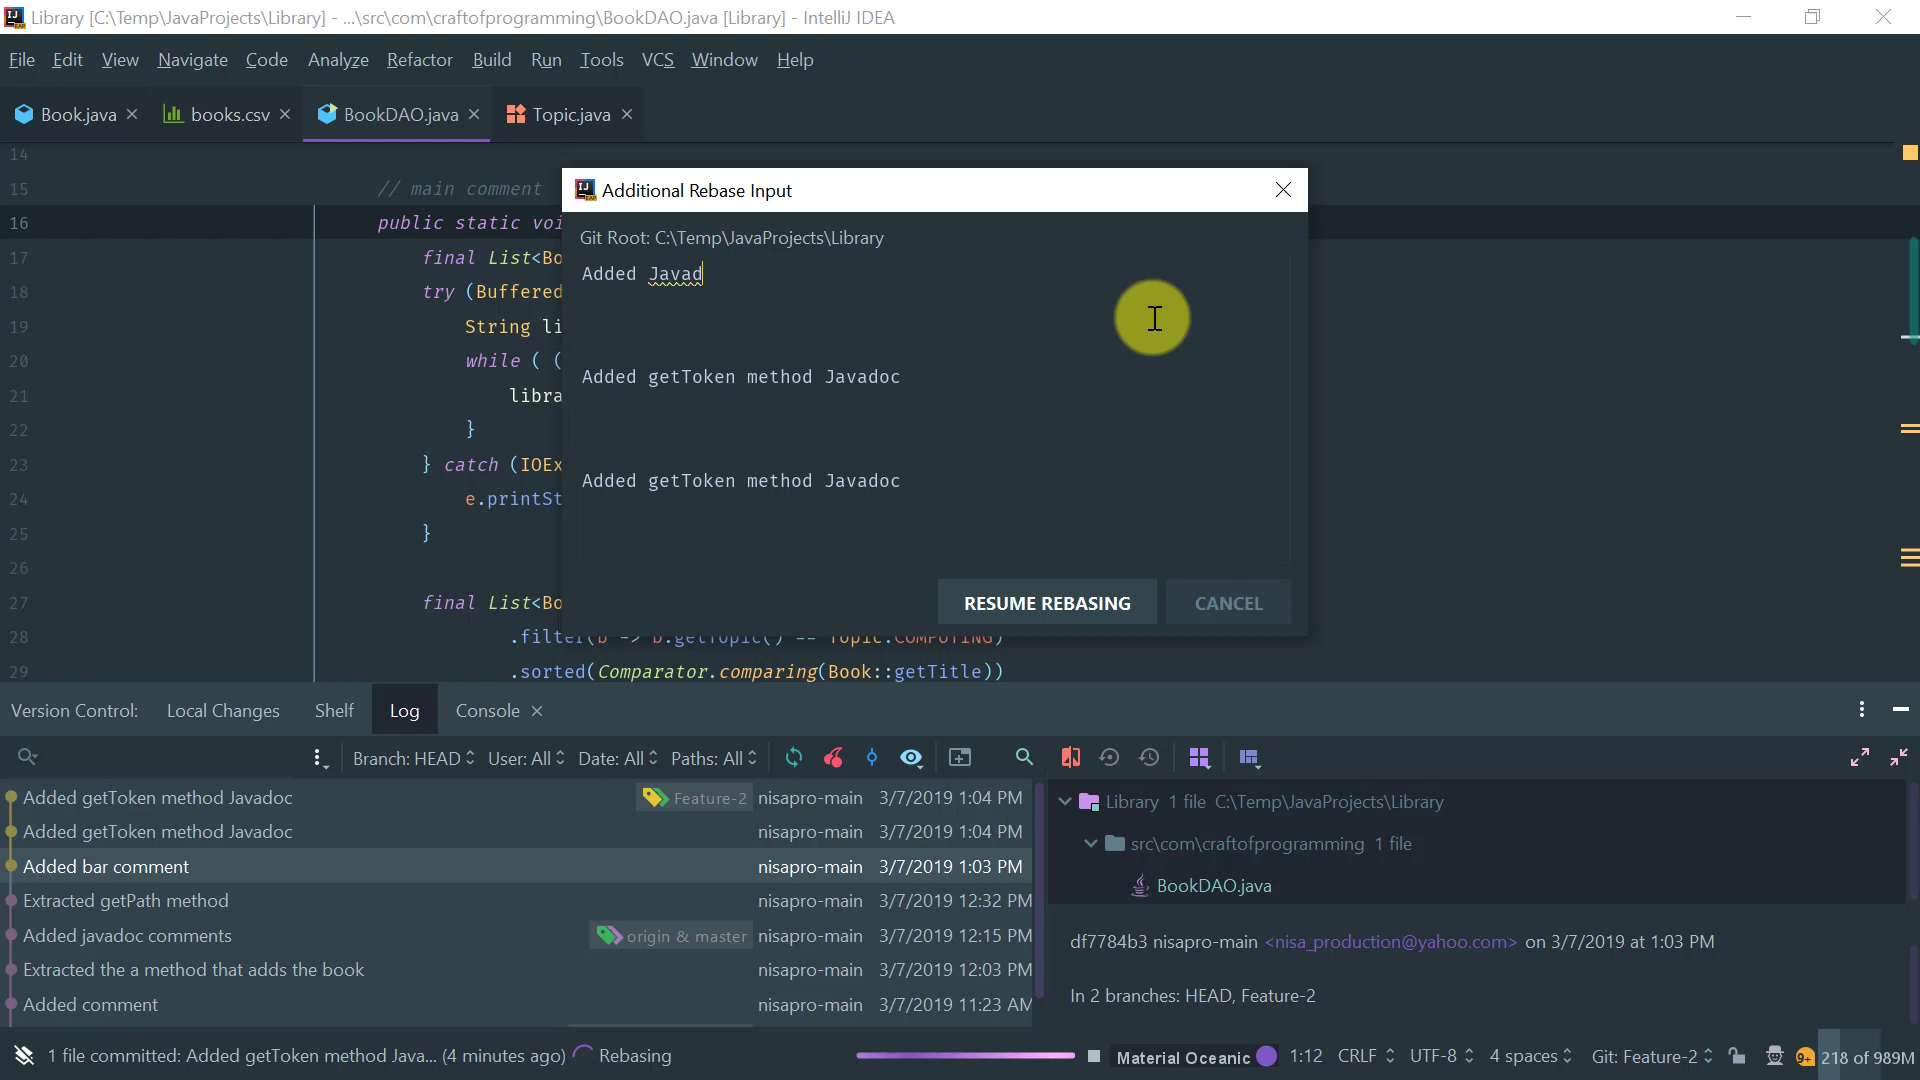 Library [C:\Temp\JavaProjects\Library] - ...\src\com\craftofprogramming\BookDAO.java [Library] - IntelliJ IDEA
File Edit View Navigate Code Analyze Refactor Build Run Tools VCS Window Help
Book.java books.csv BookDAO.java Topic.java
14
15 // main comment
16 public static voi
17 final List<Bo
18 try (Buffered
19 String li
20 while ( (
21 libra
22 }
23 } catch (IOEx
24 e.printSt
25 }
26
27 final List<Bo
28 .filter(b -> b.getTopic() == Topic.COMPUTING)
29 .sorted(Comparator.comparing(Book::getTitle))
Additional Rebase Input
Git Root: C:\Temp\JavaProjects\Library
Added Javad
Added getToken method Javadoc
Added getToken method Javadoc
RESUME REBASING CANCEL
Version Control: Local Changes Shelf Log Console
Branch: HEAD User: All Date: All Paths: All
Added getToken method Javadoc Feature-2 nisapro-main 3/7/2019 1:04 PM
Added getToken method Javadoc nisapro-main 3/7/2019 1:04 PM
Added bar comment nisapro-main 3/7/2019 1:03 PM
Extracted getPath method nisapro-main 3/7/2019 12:32 PM
Added javadoc comments origin & master nisapro-main 3/7/2019 12:15 PM
Extracted the a method that adds the book nisapro-main 3/7/2019 12:03 PM
Added comment nisapro-main 3/7/2019 11:23 AM
Library 1 file C:\Temp\JavaProjects\Library
src\com\craftofprogramming 1 file
BookDAO.java
df7784b3 nisapro-main <nisa_production@yahoo.com> on 3/7/2019 at 1:03 PM
In 2 branches: HEAD, Feature-2
1 file committed: Added getToken method Java... (4 minutes ago) Rebasing Material Oceanic 1:12 CRLF UTF-8 4 spaces Git: Feature-2 9+ 218 of 989M